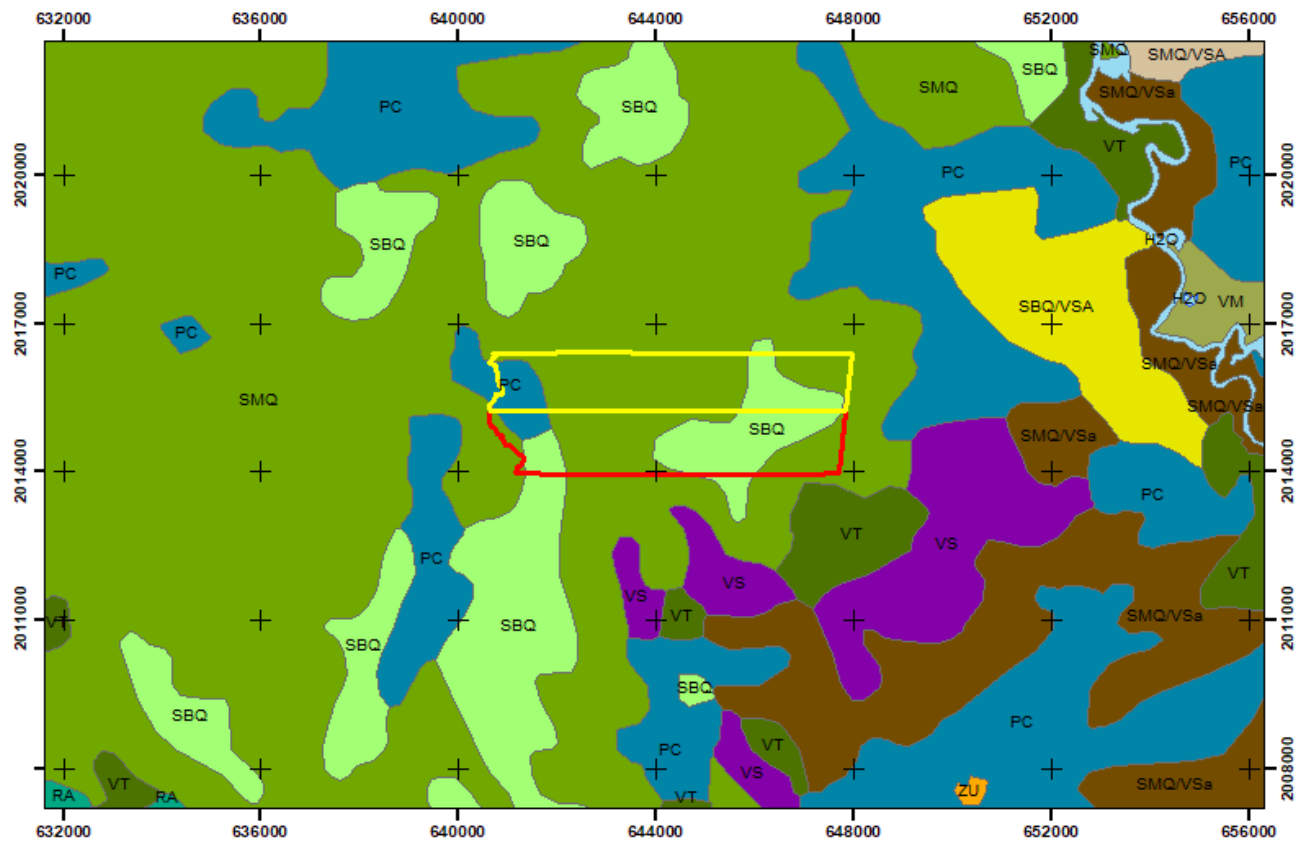 632000 636000 640000 644000 648000 652000 656000
SMQ SMQ/VSA
SBQ
SMQ
SMQ/VSa
PC SBQ
VT
2020000 PC PC 2020000
SBQ SBQ H2O
PC
H2O VM
SBQ/VSA
2017000 PC 2017000
SMQ/VSa
PC
SMQ
SMQ/VSa
SBQ SMQ/VSa
2014000 2014000
PC
VT
VS
PC
VT
VS
VS
2011000 VT VT SMQ/VSa 2011000
SBQ
SBQ
SBQ
SBQ
PC
VT
PC
VS
2008000 VT SMQ/VSa 2008000
RA RA VT ZU
632000 636000 640000 644000 648000 652000 656000